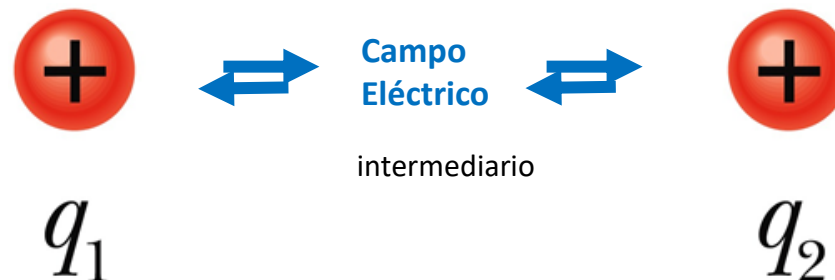 + Campo +
Eléctrico
intermediario
q₁ q₂